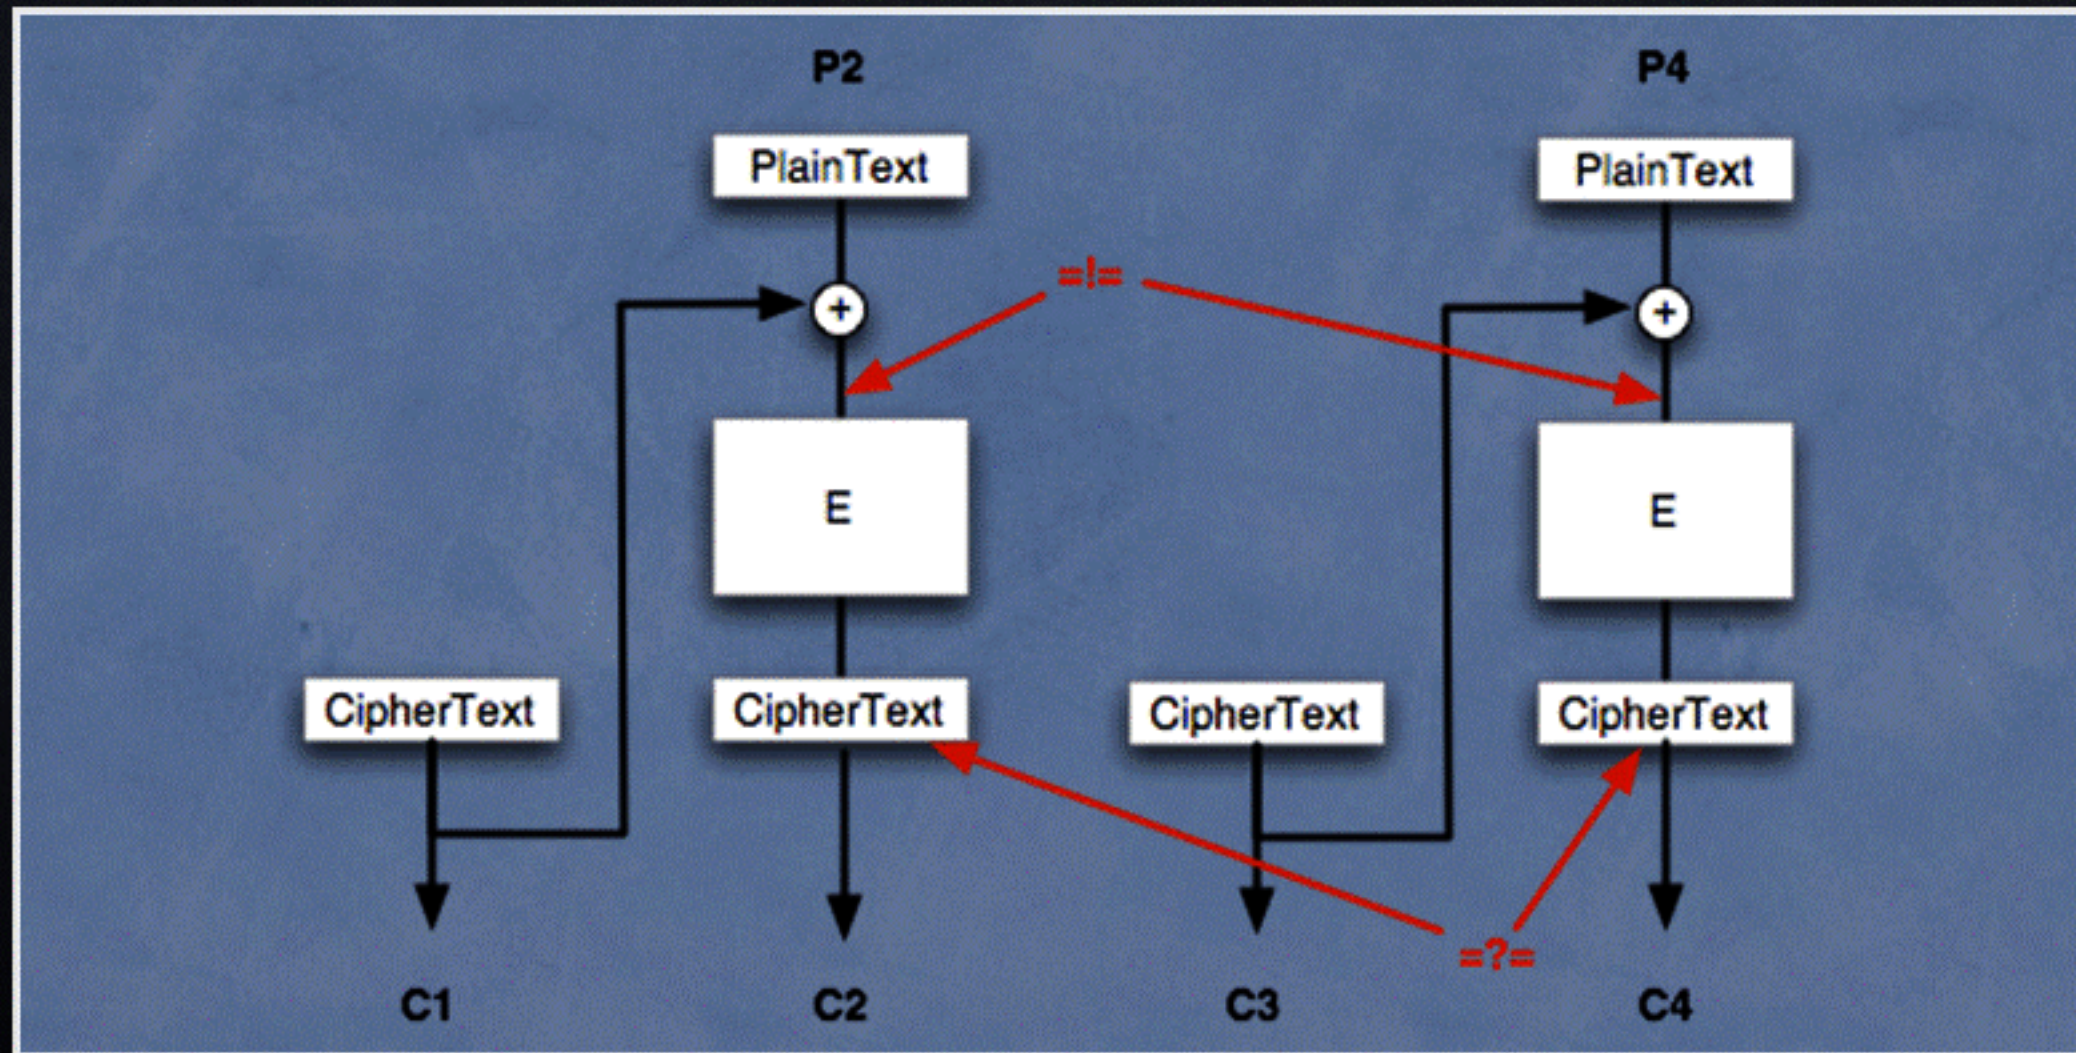 P2 P4
PlainText PlainText
=!=
+ +
E E
CipherText CipherText CipherText CipherText
=?=
C1 C2 C3 C4